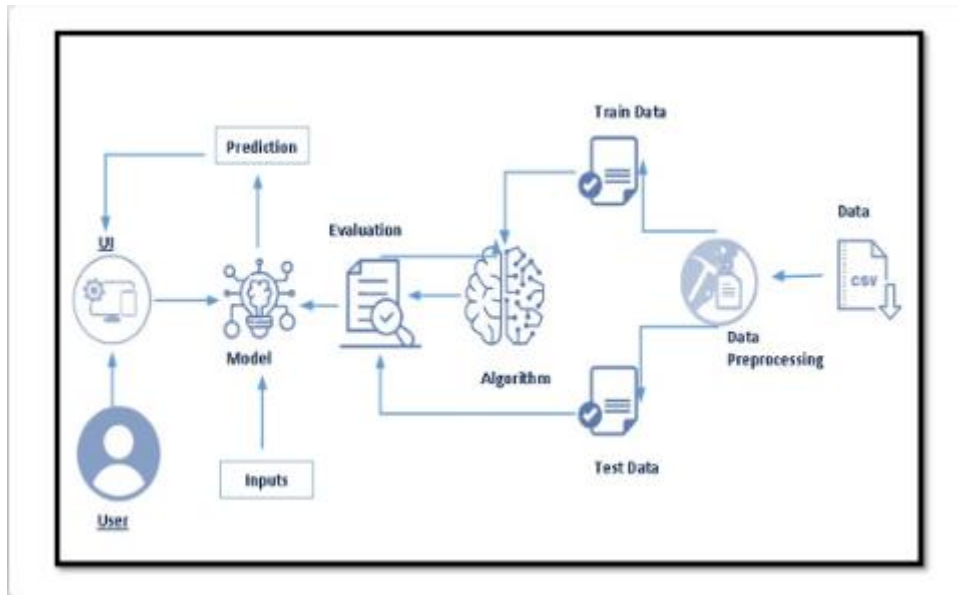 Train Data
Prediction
Data
Evaluation
UI
CSV
Data
Preprocessing
Model
Algorithm
Test Data
Inputs
User